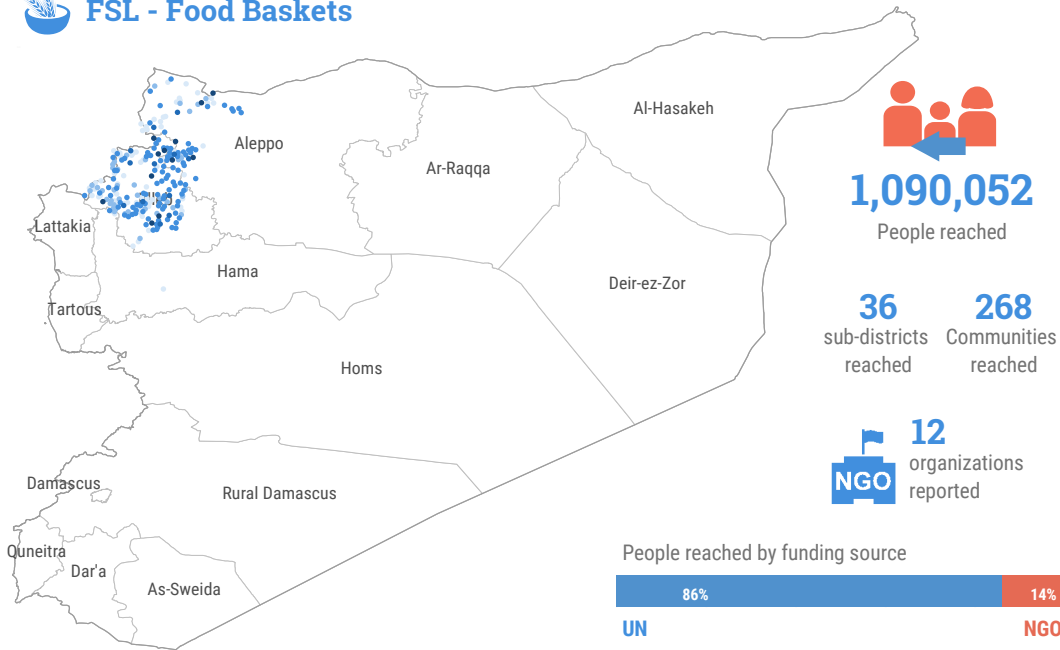 FSL - Food Baskets
Al-Hasakeh
Aleppo
Ar-Raqqa
1,090,052
People reached
Lattakia
Hama
Deir-ez-Zor
Tartous
36
268
sub-districts
Communities
reached
reached
Homs
12
organizations
reported
NGO
Damascus
Rural Damascus
Quneitra
Dar'a
As-Sweida
People reached by funding source
86%
14%
UN
NGO